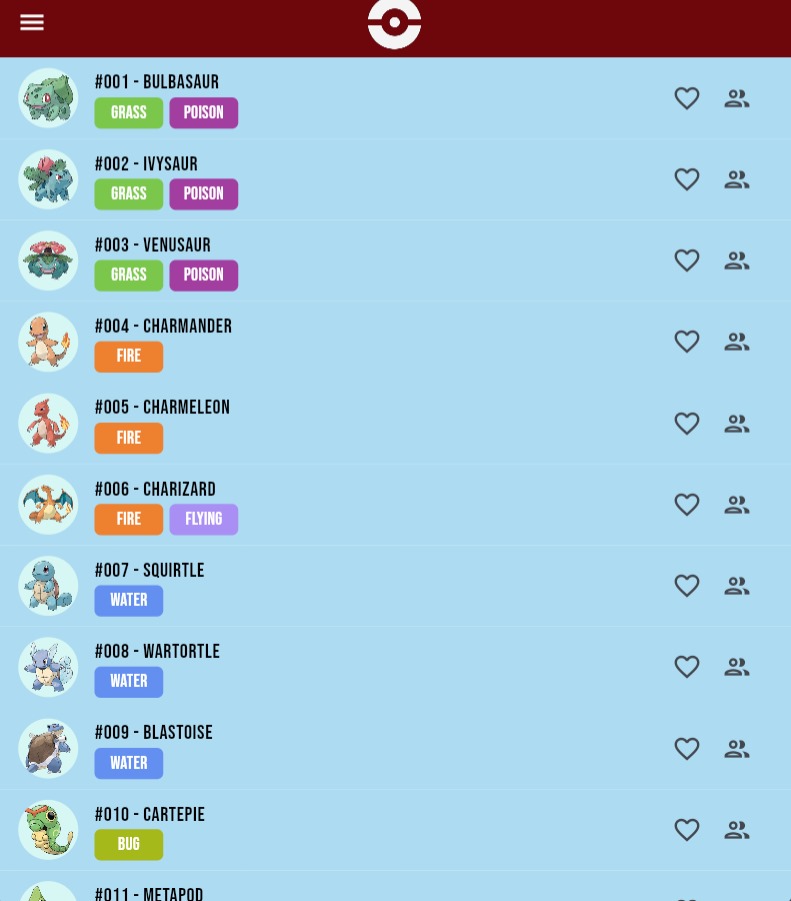 #001 - BULBASAUR
GRASS POISON
#002 - IVYSAUR
GRASS POISON
#003 - VENUSAUR
GRASS POISON
#004 - CHARMANDER
FIRE
#005 - CHARMELEON
FIRE
#006 - CHARIZARD
FIRE FLYING
#007 - SQUIRTLE
WATER
#008 - WARTORTLE
WATER
#009 - BLASTOISE
WATER
#010 - CARTEPIE
BUG
#011 - METAPOD